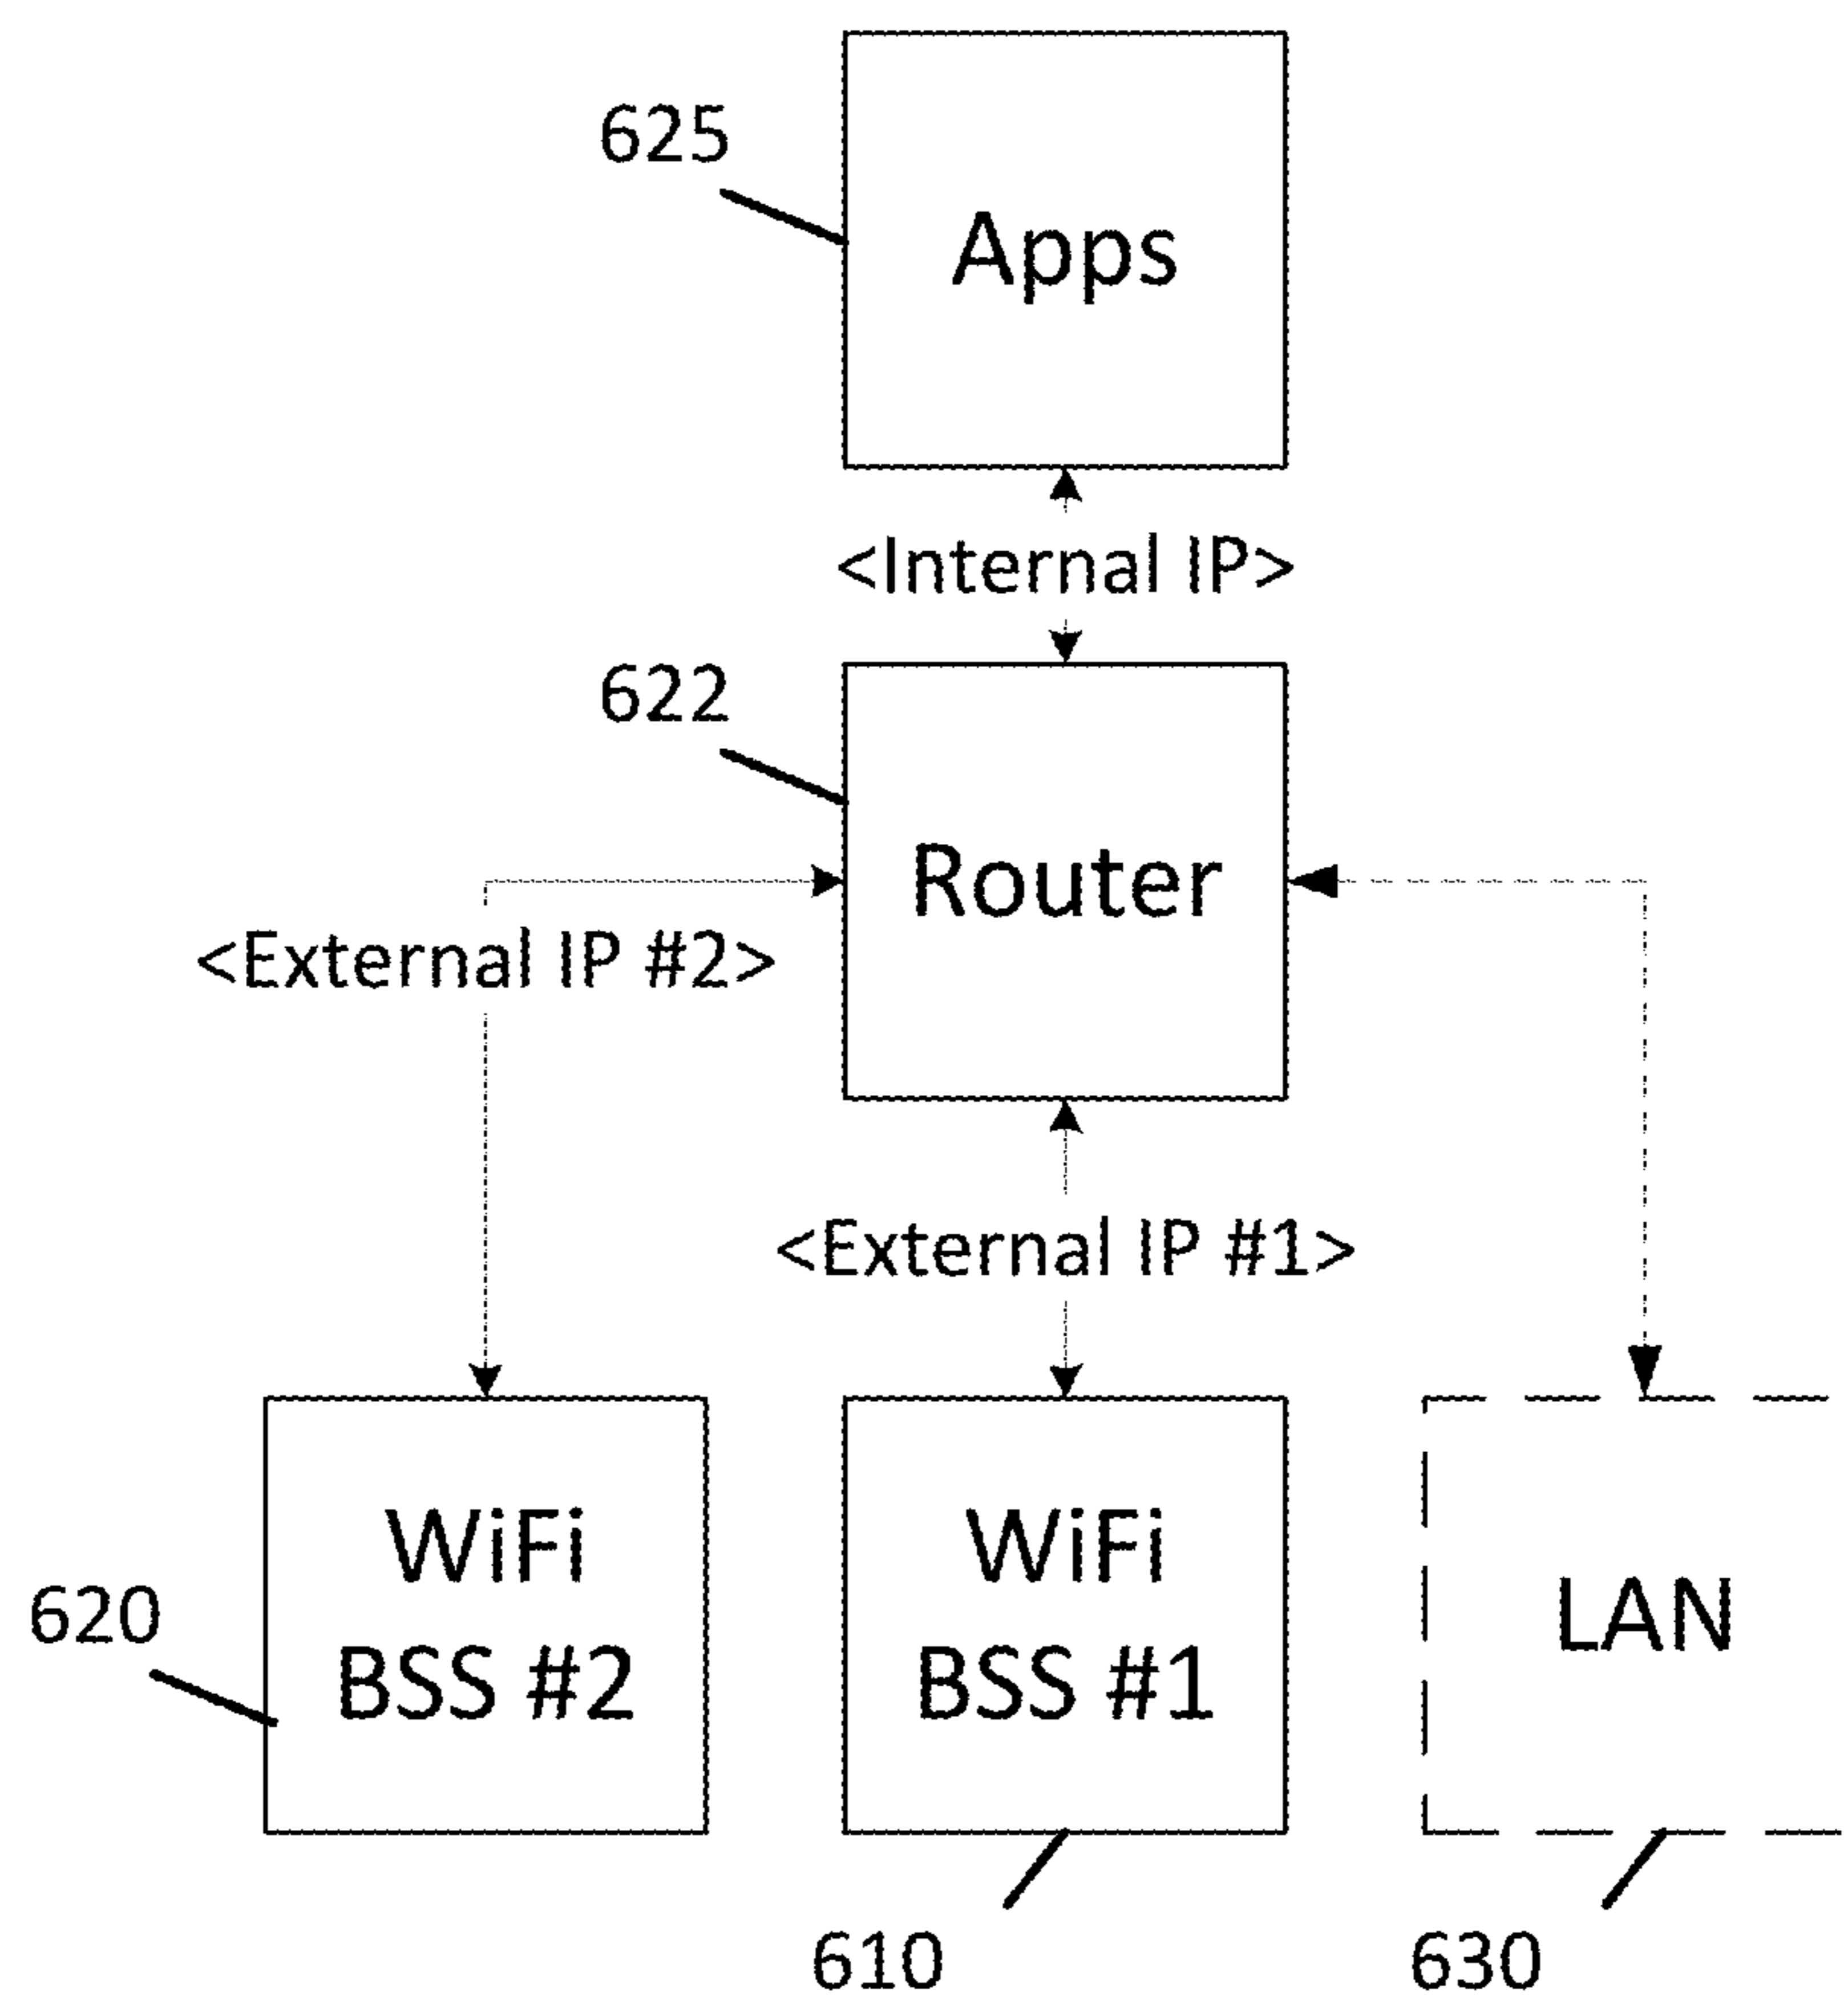 625
Apps
<Internal IP>
622
Router
<External IP #2>
<External IP #1>
WiFi
BSS #2
620
WiFi
BSS #1
LAN
610
630